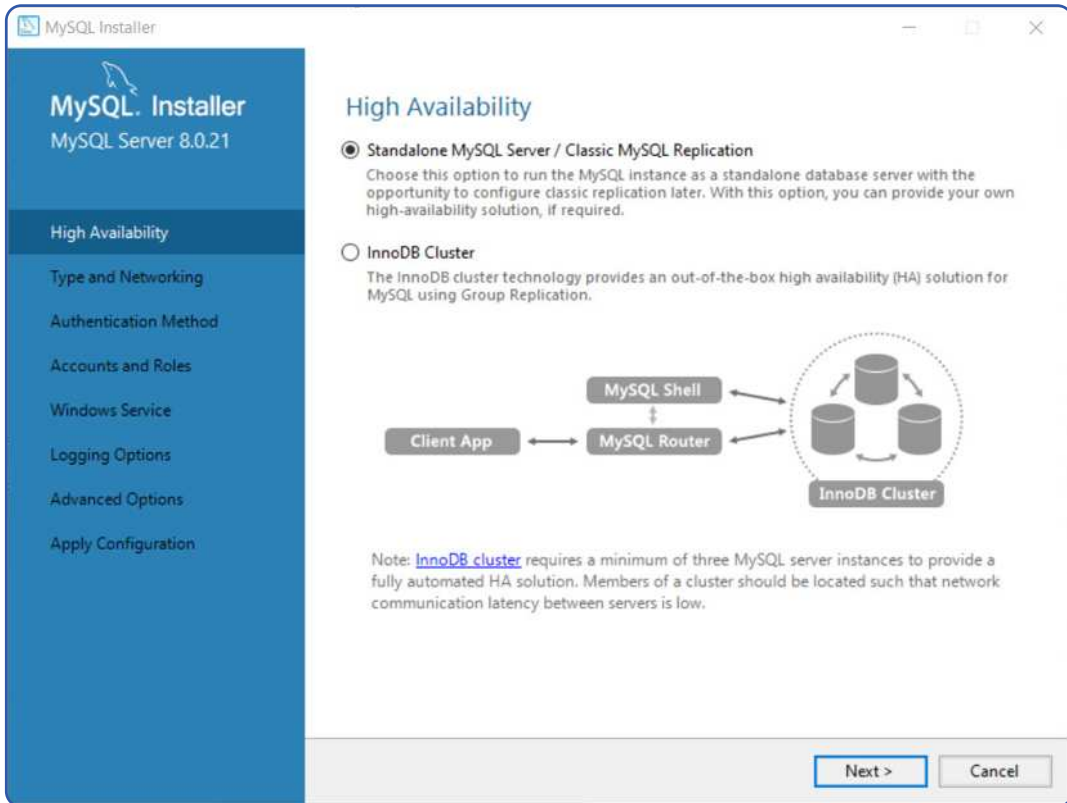 MySQL Installer
MySQL. Installer
MySQL Server 8.0.21
High Availability
Type and Networking
Authentication Method
Accounts and Roles
Windows Service
Logging Options
Advanced Options
Apply Configuration
High Availability
Standalone MySQL Server / Classic MySQL Replication
Choose this option to run the MySQL instance as a standalone database server with the
opportunity to configure classic replication later. With this option, you can provide your own
high-availability solution, if required.
InnoDB Cluster
The InnoDB cluster technology provides an out-of-the-box high availability (HA) solution for
MySQL using Group Replication.
MySQL Shell
Client App
MySQL Router
InnoDB Cluster
Note: InnoDB cluster requires a minimum of three MySQL server instances to provide a
fully automated HA solution. Members of a cluster should be located such that network
communication latency between servers is low.
Next >
Cancel